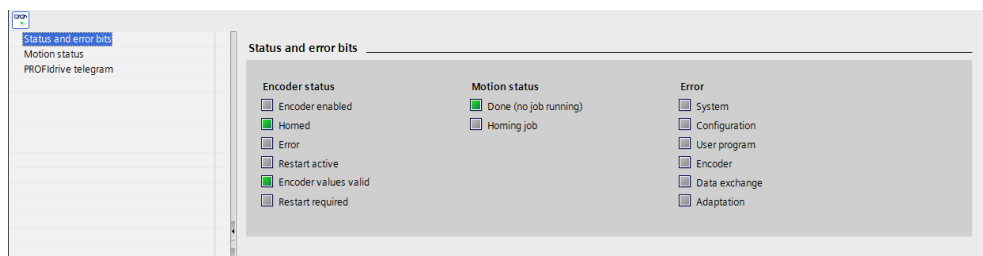 Status and error bits
Motion status
PROFIdrive telegram
Status and error bits
Encoder status
Encoder enabled
Homed
Error
Restart active
Encoder values valid
Restart required
Motion status
Done (no job running)
Homing job
Error
System
Configuration
User program
Encoder
Data exchange
Adaptation